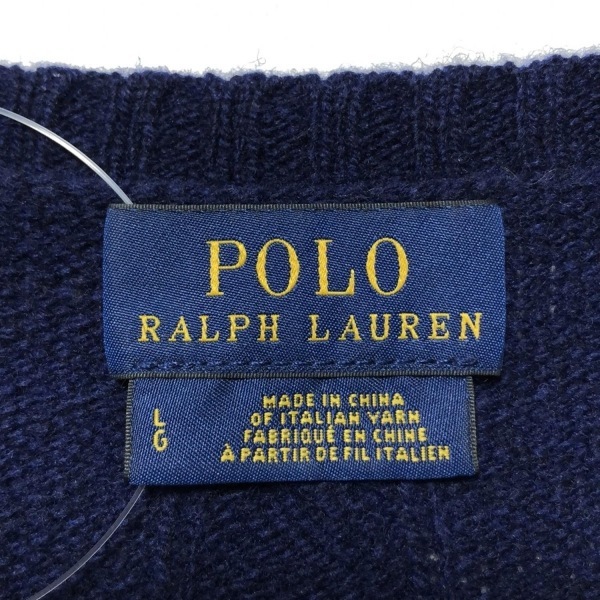 POLO
RALPH LAUREN
L
G
MADE IN CHINA
OF ITALIAN YARN
FABRIQUÉ EN CHINE
À PARTIR DE FIL ITALIEN